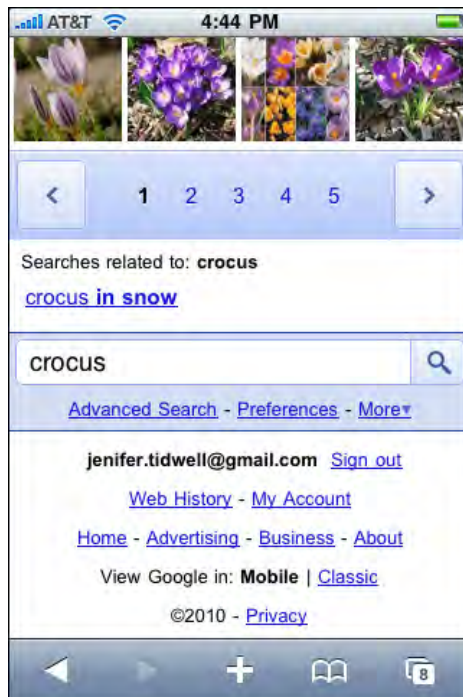 AT&T 4:44 PM
1 2 3 4 5
Searches related to: crocus
crocus in snow
crocus
Advanced Search - Preferences - More▾
jenifer.tidwell@gmail.com Sign out
Web History - My Account
Home - Advertising - Business - About
View Google in: Mobile | Classic
©2010 - Privacy
8